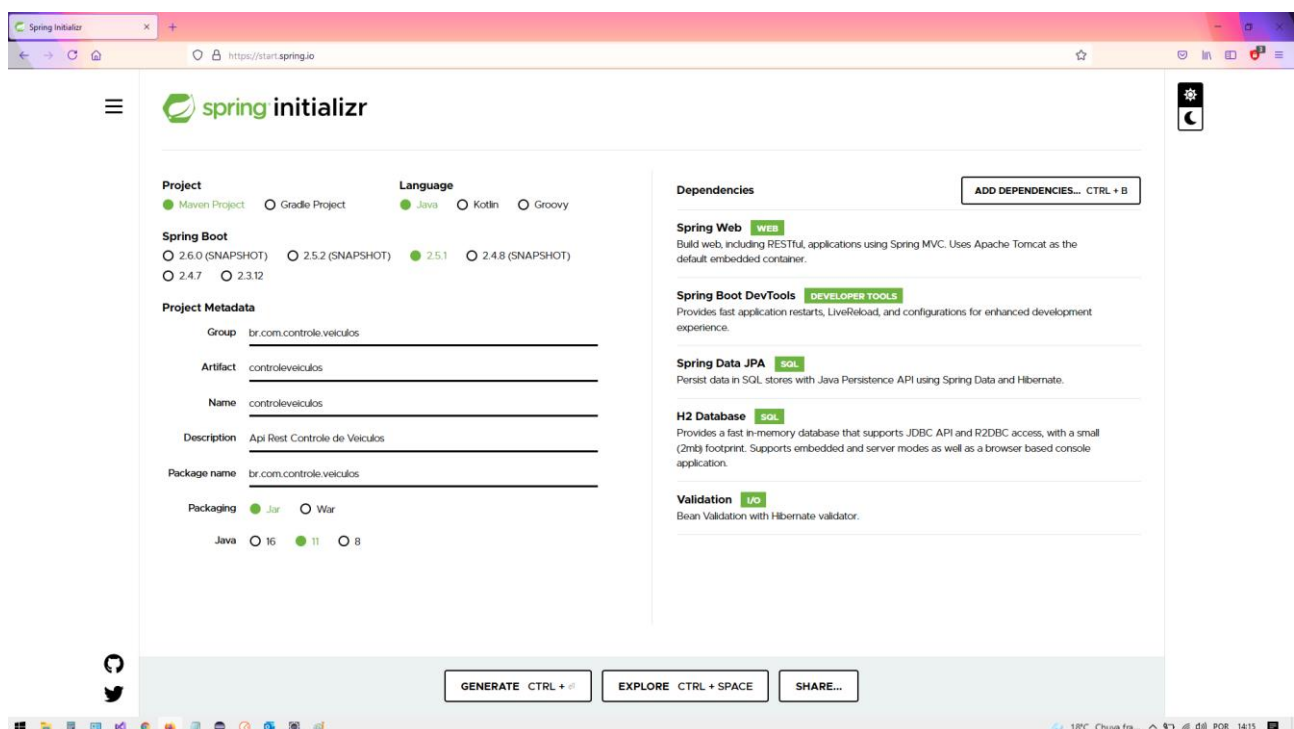 Spring Initializr
https://start.spring.io
3
spring initializr
Project
Maven Project Gradle Project
Language
Java Kotlin Groovy
Spring Boot
2.6.0 (SNAPSHOT) 2.5.2 (SNAPSHOT) 2.5.1 2.4.8 (SNAPSHOT)
2.4.7 2.3.12
Project Metadata
Group br.com.controle.veiculos
Artifact controleveiculos
Name controleveiculos
Description Api Rest Controle de Veiculos
Package name br.com.controle.veiculos
Packaging Jar War
Java 16 11 8
Dependencies
ADD DEPENDENCIES... CTRL + B
Spring Web WEB
Build web, including RESTful, applications using Spring MVC. Uses Apache Tomcat as the
default embedded container.
Spring Boot DevTools DEVELOPER TOOLS
Provides fast application restarts, LiveReload, and configurations for enhanced development
experience.
Spring Data JPA SQL
Persist data in SQL stores with Java Persistence API using Spring Data and Hibernate.
H2 Database SQL
Provides a fast in-memory database that supports JDBC API and R2DBC access, with a small
(2mb) footprint. Supports embedded and server modes as well as a browser based console
application.
Validation I/O
Bean Validation with Hibernate validator.
GENERATE CTRL + ⏎
EXPLORE CTRL + SPACE
SHARE...
18°C Chuva fra... POR 14:15